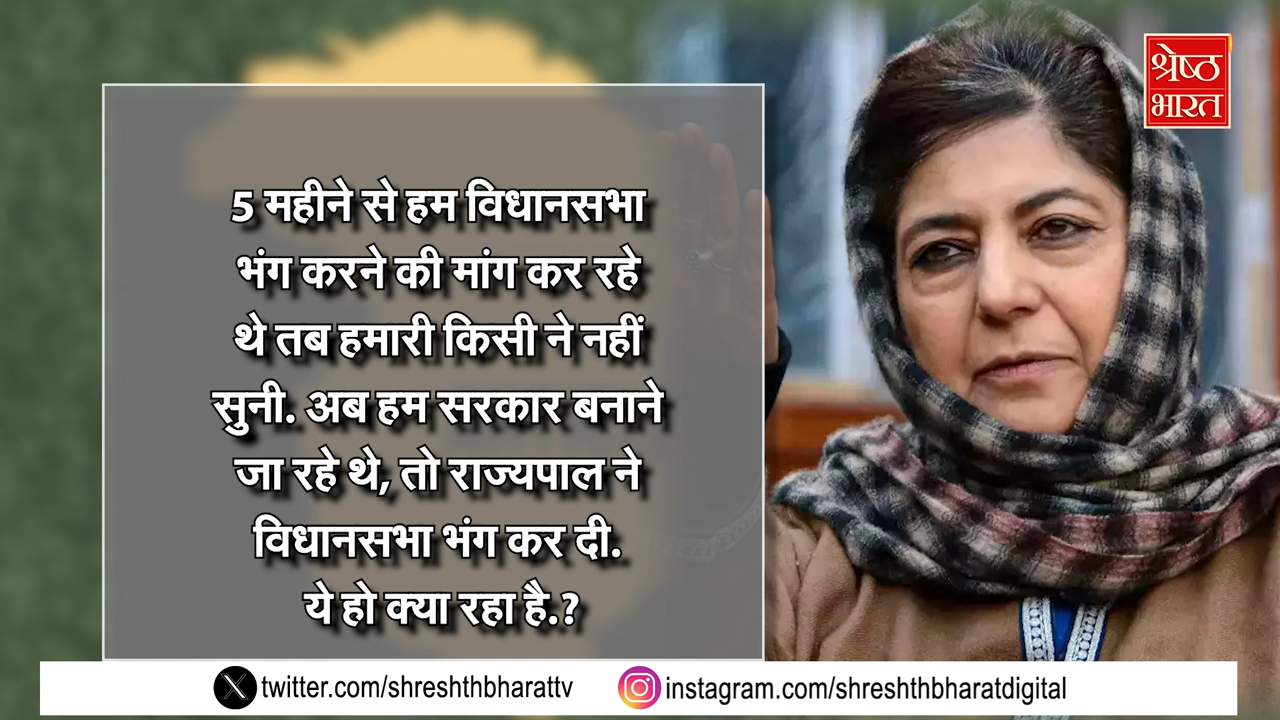 श्रेष्ठ
भारत
5 महीने से हम विधानसभा
भंग करने की मांग कर रहे
थे तब हमारी किसी ने नहीं
सुनी. अब हम सरकार बनाने
जा रहे थे, तो राज्यपाल ने
विधानसभा भंग कर दी.
ये हो क्या रहा है.?
twitter.com/shreshthbharattv
instagram.com/shreshthbharatdigital